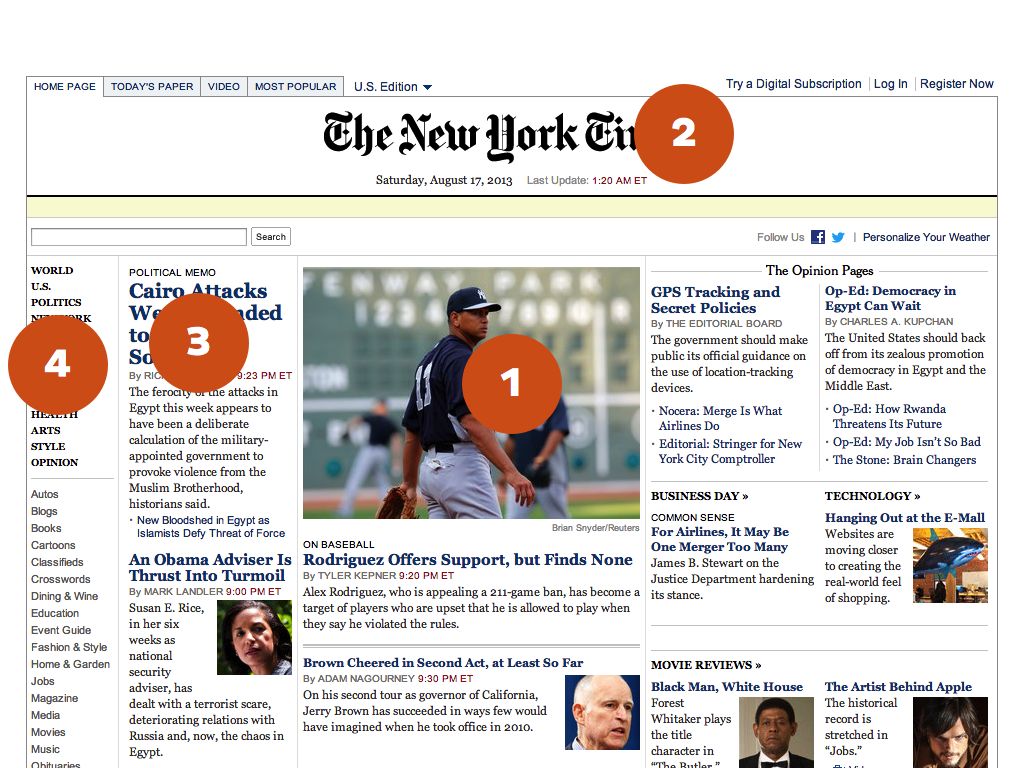 HOME PAGE
TODAY'S PAPER
VIDEO
MOST POPULAR
U.S. Edition
Try a Digital Subscription
Log In
Register Now
The New York
2
Saturday, August 17, 2013
Last Update: 1:20 AM ET
Search
Follow Us
Personalize Your Weather
WORLD
U.S.
POLITICS
4
HEALTH
ARTS
STYLE
OPINION
Autos
Blogs
Books
Cartoons
Classifieds
Crosswords
Dining & Wine
Education
Event Guide
Fashion & Style
Home & Garden
Jobs
Magazine
Media
Movies
Music
Obituaries
POLITICAL MEMO
Cairo Attacks
to
3
By
9:23 PM ET
The ferocity of the attacks in
Egypt this week appears to
have been a deliberate
calculation of the military-
appointed government to
provoke violence from the
Muslim Brotherhood,
historians said.
· New Bloodshed in Egypt as
Islamists Defy Threat of Force
An Obama Adviser Is
Thrust Into Turmoil
By MARK LANDLER 9:00 PM ET
Susan E. Rice,
in her six
weeks as
national
security
adviser, has
dealt with a terrorist scare,
deteriorating relations with
Russia and, now, the chaos in
Egypt.
FENWAY PARK
1
Brian Snyder/Reuters
ON BASEBALL
Rodriguez Offers Support, but Finds None
By TYLER KEPNER 9:20 PM ET
Alex Rodriguez, who is appealing a 211-game ban, has become a
target of players who are upset that he is allowed to play when
they say he violated the rules.
Brown Cheered in Second Act, at Least So Far
By ADAM NAGOURNEY 9:30 PM ET
On his second tour as governor of California,
Jerry Brown has succeeded in ways few would
have imagined when he took office in 2010.
The Opinion Pages
GPS Tracking and
Secret Policies
By THE EDITORIAL BOARD
The government should make
public its official guidance on
the use of location-tracking
devices.
· Nocera: Merge Is What
Airlines Do
· Editorial: Stringer for New
York City Comptroller
Op-Ed: Democracy in
Egypt Can Wait
By CHARLES A. KUPCHAN
The United States should back
off from its zealous promotion
of democracy in Egypt and the
Middle East.
· Op-Ed: How Rwanda
Threatens Its Future
· Op-Ed: My Job Isn't So Bad
· The Stone: Brain Changers
BUSINESS DAY »
COMMON SENSE
For Airlines, It May Be
One Merger Too Many
James B. Stewart on the
Justice Department hardening
its stance.
TECHNOLOGY »
Hanging Out at the E-Mall
Websites are
moving closer
to creating the
real-world feel
of shopping.
MOVIE REVIEWS »
Black Man, White House
Forest
Whitaker plays
the title
character in
"The Butler."
The Artist Behind Apple
The historical
record is
stretched in
"Jobs."